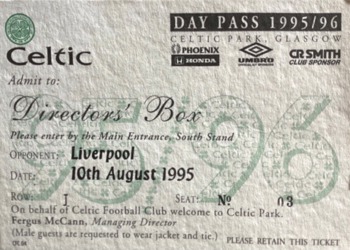 DAY PASS 1995/96
CELTIC PARK, GLASGOW
PHOENIX
HONDA
UMBRO
CR SMITH
CLUB SPONSOR
Celtic
Admit to:
Directors' Box
Please enter by the Main Entrance, South Stand
OPPONENT: Liverpool
DATE: 10th August 1995
ROW: I SEAT: № 03
On behalf of Celtic Football Club welcome to Celtic Park.
Fergus McCann, Managing Director
(Male guests are requested to wear jacket and tie.)
PLEASE RETAIN THIS TICKET
95/96